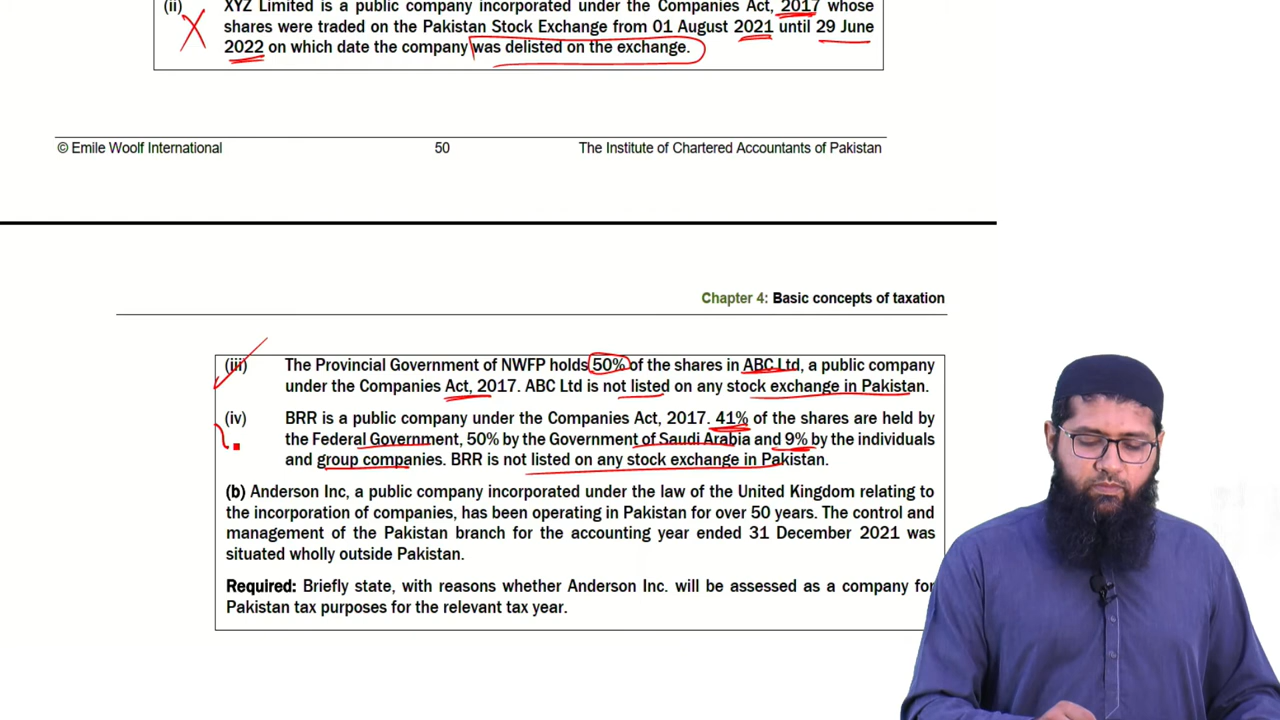 (ii) XYZ Limited is a public company incorporated under the Companies Act, 2017 whose
shares were traded on the Pakistan Stock Exchange from 01 August 2021 until 29 June
2022 on which date the company was delisted on the exchange.
© Emile Woolf International 50 The Institute of Chartered Accountants of Pakistan
Chapter 4: Basic concepts of taxation
(iii) The Provincial Government of NWFP holds 50% of the shares in ABC Ltd, a public company
under the Companies Act, 2017. ABC Ltd is not listed on any stock exchange in Pakistan.
(iv) BRR is a public company under the Companies Act, 2017. 41% of the shares are held by
the Federal Government, 50% by the Government of Saudi Arabia and 9% by the individuals
and group companies. BRR is not listed on any stock exchange in Pakistan.
(b) Anderson Inc, a public company incorporated under the law of the United Kingdom relating to
the incorporation of companies, has been operating in Pakistan for over 50 years. The control and
management of the Pakistan branch for the accounting year ended 31 December 2021 was
situated wholly outside Pakistan.
Required: Briefly state, with reasons whether Anderson Inc. will be assessed as a company for
Pakistan tax purposes for the relevant tax year.